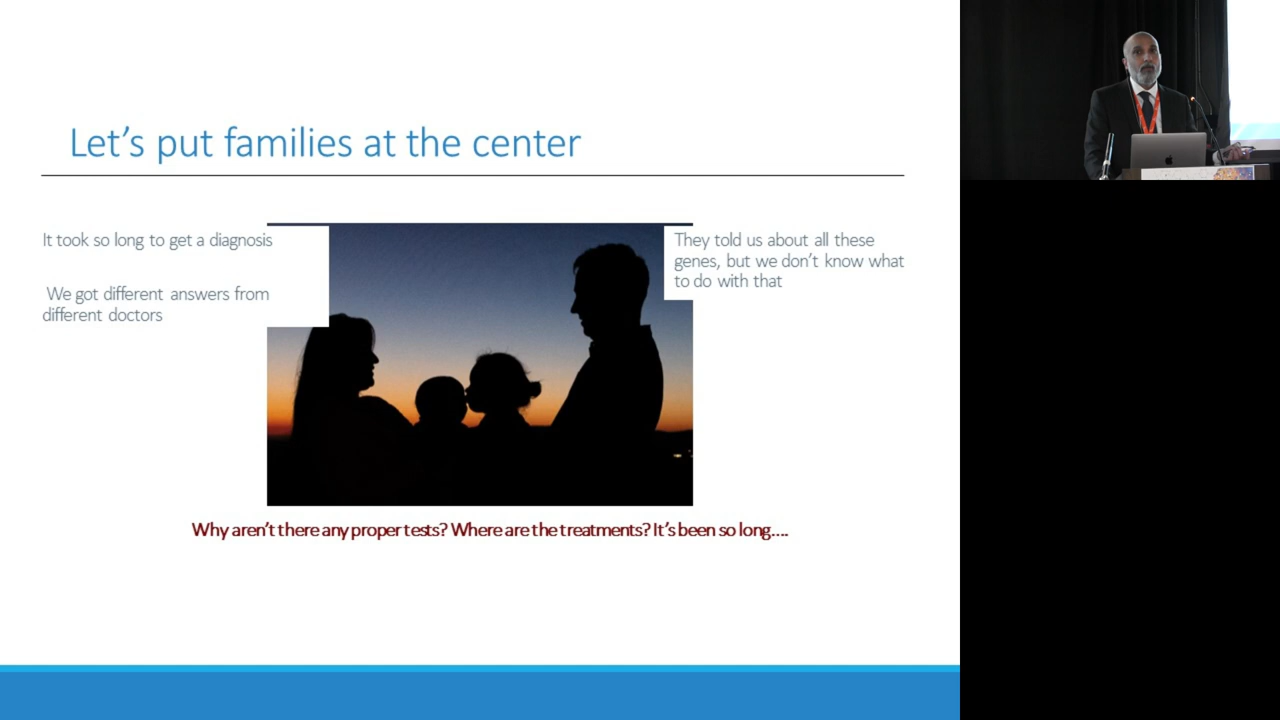 Let's put families at the center
It took so long to get a diagnosis
We got different answers from
different doctors
They told us about all these
genes, but we don't know what
to do with that
Why aren't there any proper tests? Where are the treatments? It's been so long....